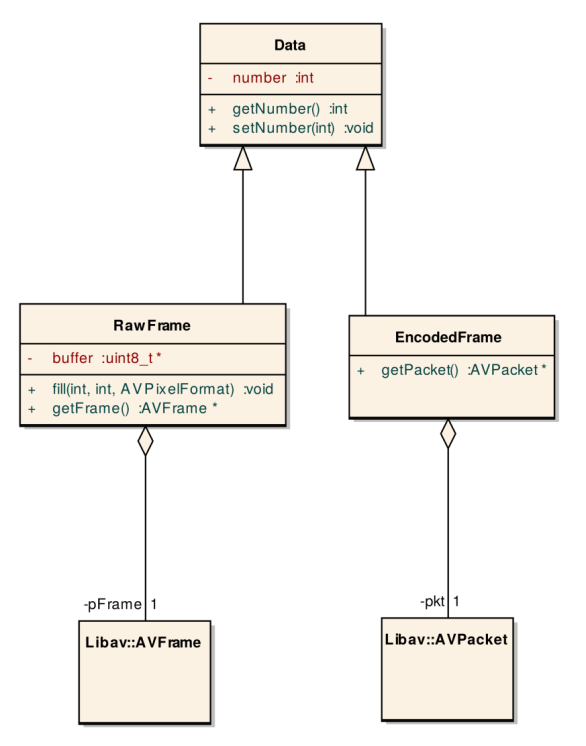 Data
- number :int
+ getNumber() :int
+ setNumber(int) :void
RawFrame
- buffer :uint8_t *
+ fill(int, int, AVPixelFormat) :void
+ getFrame() :AVFrame *
EncodedFrame
+ getPacket() :AVPacket *
-pFrame 1
-pkt 1
Libav::AVFrame
Libav::AVPacket